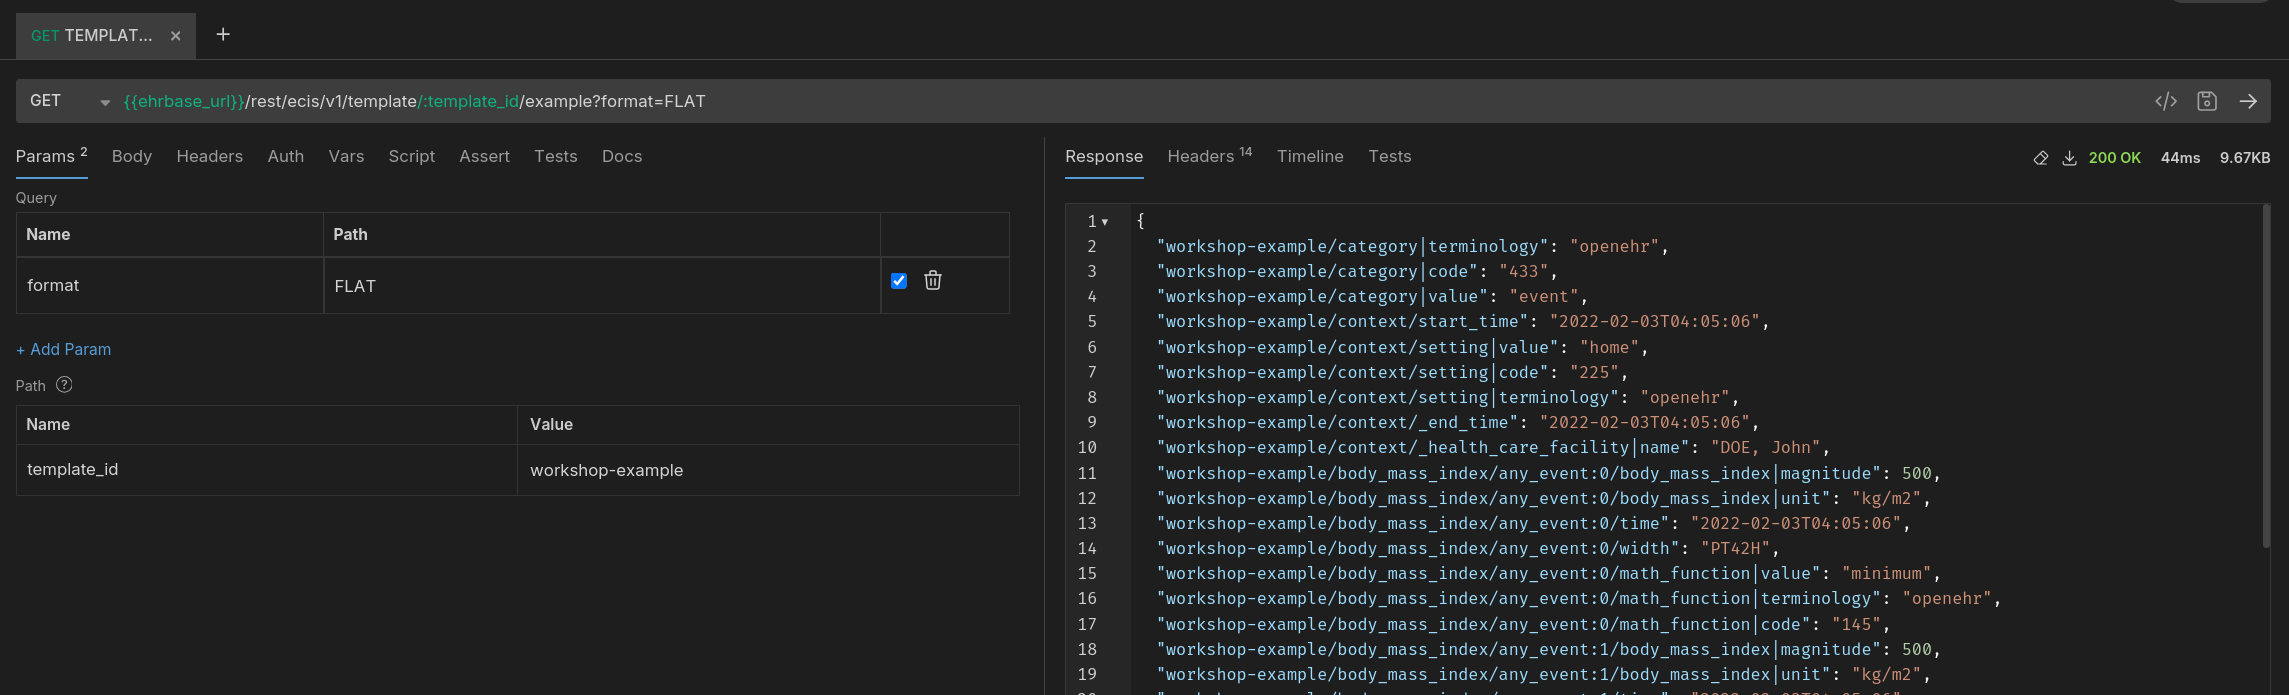 GET TEMPLAT... × +
GET {{ehrbase_url}}/rest/ecis/v1/template/:template_id/example?format=FLAT
Params 2 Body Headers Auth Vars Script Assert Tests Docs
Query
Name Path
format FLAT
+ Add Param
Path ?
Name Value
template_id workshop-example
Response Headers 14 Timeline Tests 200 OK 44ms 9.67KB
1 {
2 "workshop-example/category|terminology": "openehr",
3 "workshop-example/category|code": "433",
4 "workshop-example/category|value": "event",
5 "workshop-example/context/start_time": "2022-02-03T04:05:06",
6 "workshop-example/context/setting|value": "home",
7 "workshop-example/context/setting|code": "225",
8 "workshop-example/context/setting|terminology": "openehr",
9 "workshop-example/context/_end_time": "2022-02-03T04:05:06",
10 "workshop-example/context/_health_care_facility|name": "DOE, John",
11 "workshop-example/body_mass_index/any_event:0/body_mass_index|magnitude": 500,
12 "workshop-example/body_mass_index/any_event:0/body_mass_index|unit": "kg/m2",
13 "workshop-example/body_mass_index/any_event:0/time": "2022-02-03T04:05:06",
14 "workshop-example/body_mass_index/any_event:0/width": "PT42H",
15 "workshop-example/body_mass_index/any_event:0/math_function|value": "minimum",
16 "workshop-example/body_mass_index/any_event:0/math_function|terminology": "openehr",
17 "workshop-example/body_mass_index/any_event:0/math_function|code": "145",
18 "workshop-example/body_mass_index/any_event:1/body_mass_index|magnitude": 500,
19 "workshop-example/body_mass_index/any_event:1/body_mass_index|unit": "kg/m2",